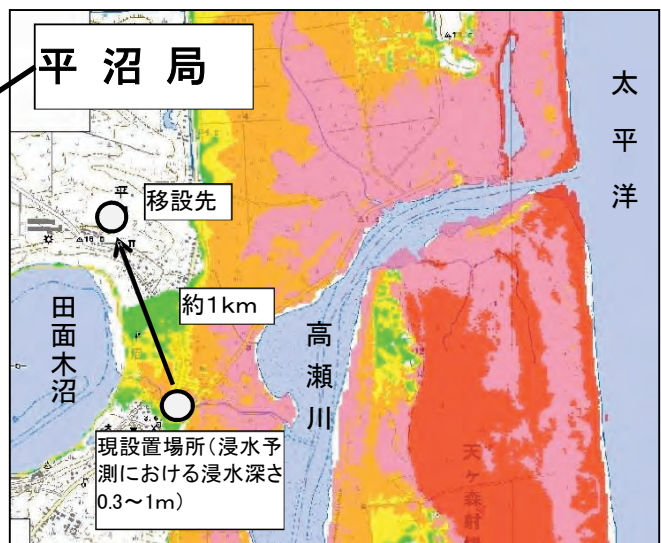 平沼局
太平洋
平
移設先
約1km
田面木沼
高瀬川
現設置場所(浸水予
測における浸水深さ
0.3～1m)